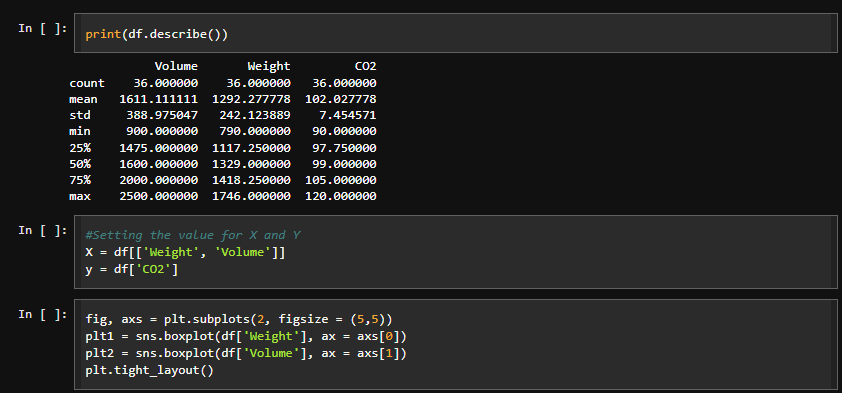 In [ ]: print(df.describe())
Volume Weight CO2
count 36.000000 36.000000 36.000000
mean 1611.111111 1292.277778 102.027778
std 388.975047 242.123889 7.454571
min 900.000000 790.000000 90.000000
25% 1475.000000 1117.250000 97.750000
50% 1600.000000 1329.000000 99.000000
75% 2000.000000 1418.250000 105.000000
max 2500.000000 1746.000000 120.000000
In [ ]: #Setting the value for X and Y
X = df[['Weight', 'Volume']]
y = df['CO2']
In [ ]: fig, axs = plt.subplots(2, figsize = (5,5))
plt1 = sns.boxplot(df['Weight'], ax = axs[0])
plt2 = sns.boxplot(df['Volume'], ax = axs[1])
plt.tight_layout()